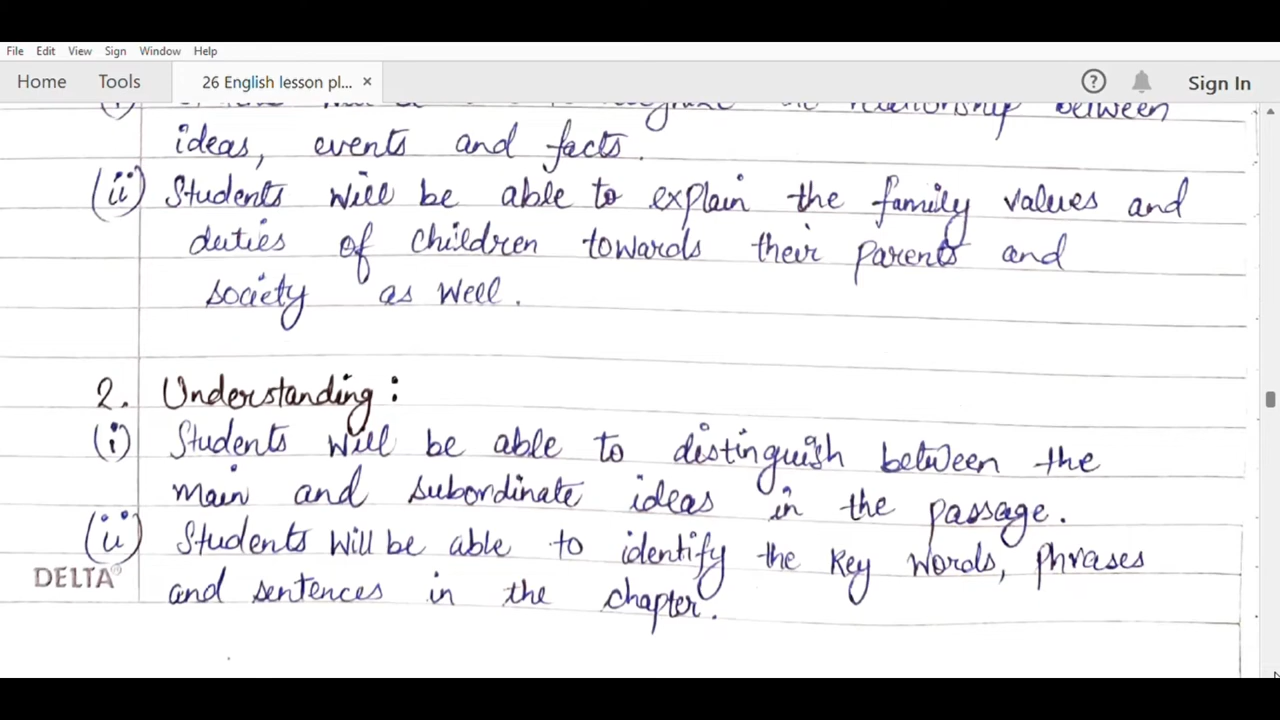 File Edit View Sign Window Help
Home Tools 26 English lesson pl... × ? Sign In
relationship between
ideas, events and facts.
(ii) Students will be able to explain the family values and
duties of children towards their parents and
society as well.
2. Understanding :
(i) Students will be able to distinguish between the
main and subordinate ideas in the passage.
(ii) Students will be able to identify the key words, phrases
DELTA
and sentences in the chapter.